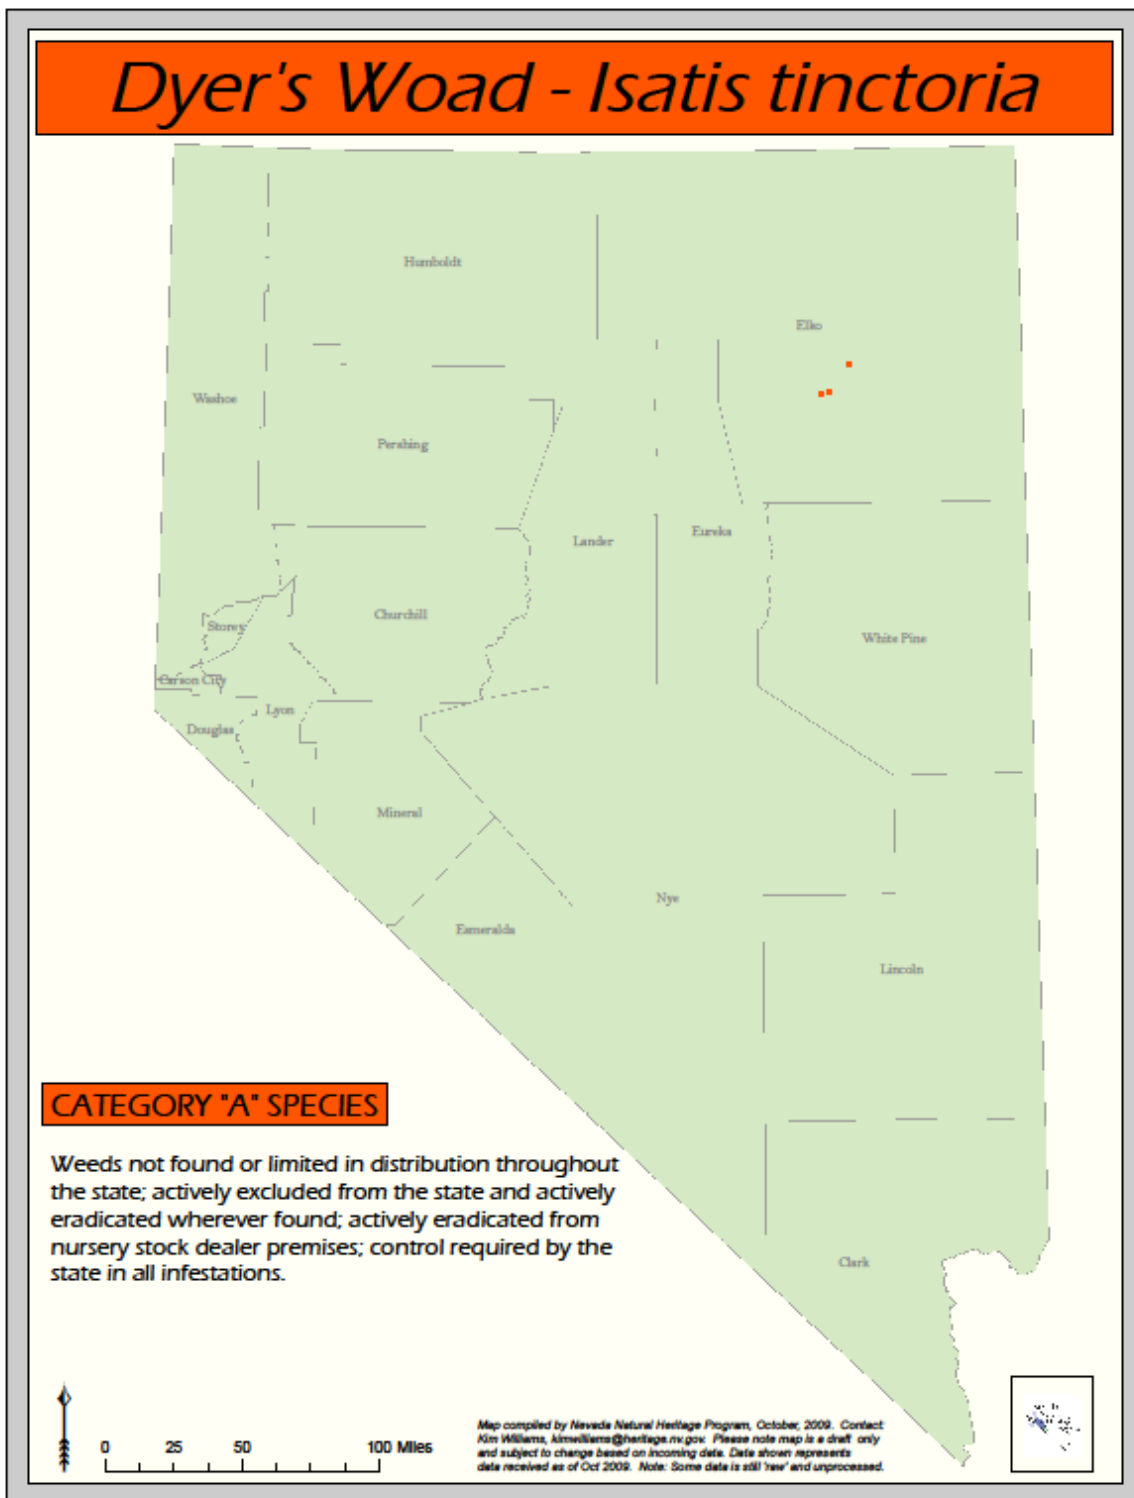 Dyer's Woad - Isatis tinctoria
Humboldt
Elko
Washoe
Pershing
Lander
Eureka
Churchill
Storey
White Pine
Carson City
Lyon
Douglas
Mineral
Nye
Esmeralda
Lincoln
Clark
CATEGORY "A" SPECIES
Weeds not found or limited in distribution throughout
the state; actively excluded from the state and actively
eradicated wherever found; actively eradicated from
nursery stock dealer premises; control required by the
state in all infestations.
0 25 50 100 Miles
Map compiled by Nevada Natural Heritage Program, October, 2009. Contact
Kim Williams, kimwilliams@heritage.nv.gov. Please note map is a draft only
and subject to change based on incoming data. Data shown represents
data received as of Oct 2009. Note: Some data is still 'raw' and unprocessed.